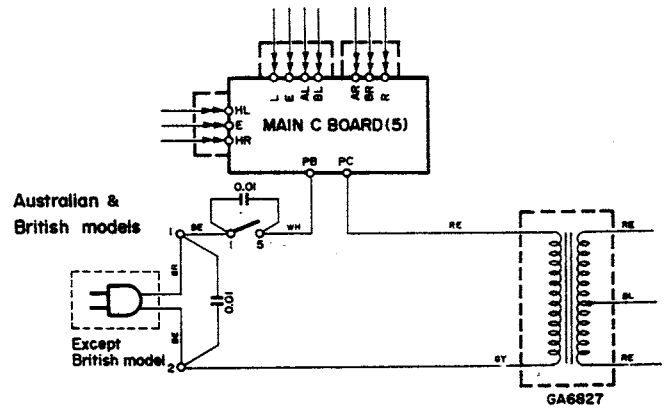 L E AL BL AR BR R
HL
E
HR
MAIN C BOARD(5)
PB PC
0.01
Australian &
British models
1 BE 1 5 WH RE RE
BR
0.01
BL
BE
Except
British model
2 GY RE
GA6827